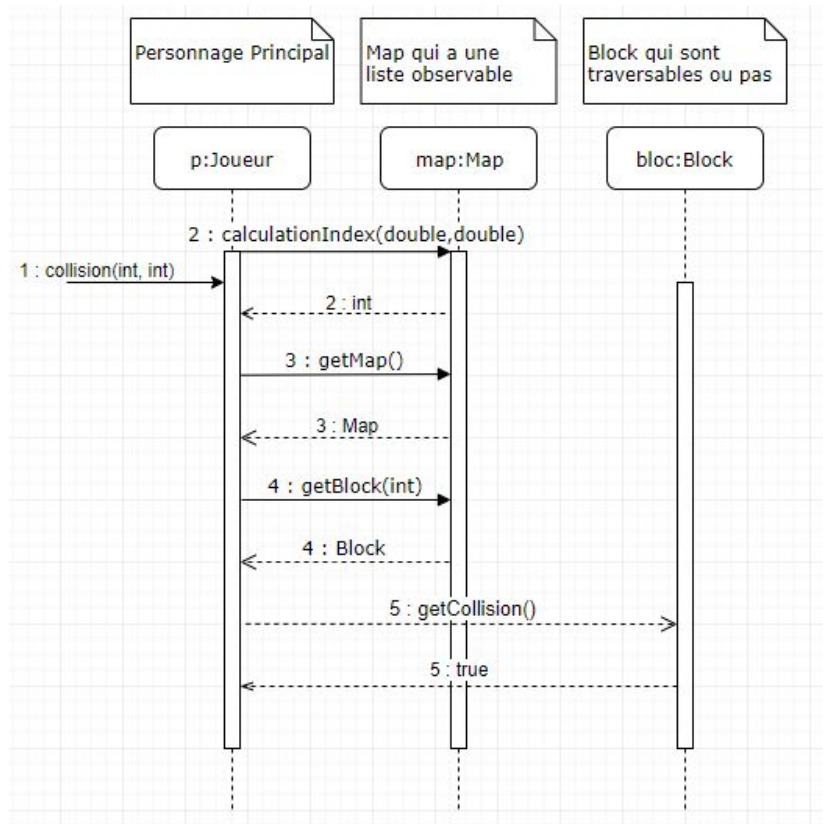 Personnage Principal
Map qui a une
liste observable
Block qui sont
traversables ou pas
p:Joueur
map:Map
bloc:Block
2 : calculationIndex(double,double)
1 : collision(int, int)
2 : int
3 : getMap()
3 : Map
4 : getBlock(int)
4 : Block
5 : getCollision()
5 : true